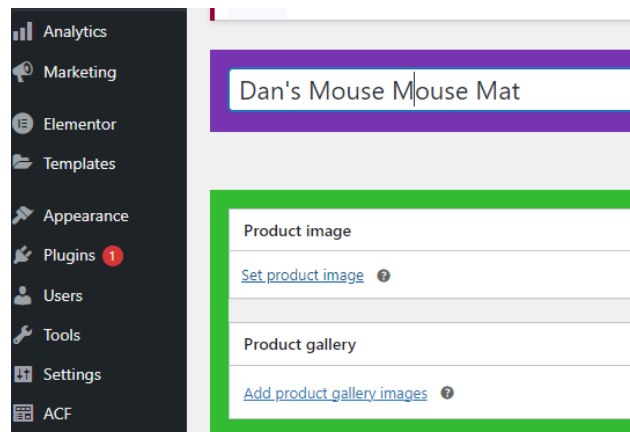 Analytics
Marketing
Elementor
Templates
Appearance
Plugins 1
Users
Tools
Settings
ACF
Dan's Mouse Mouse Mat
Product image
Set product image ?
Product gallery
Add product gallery images ?